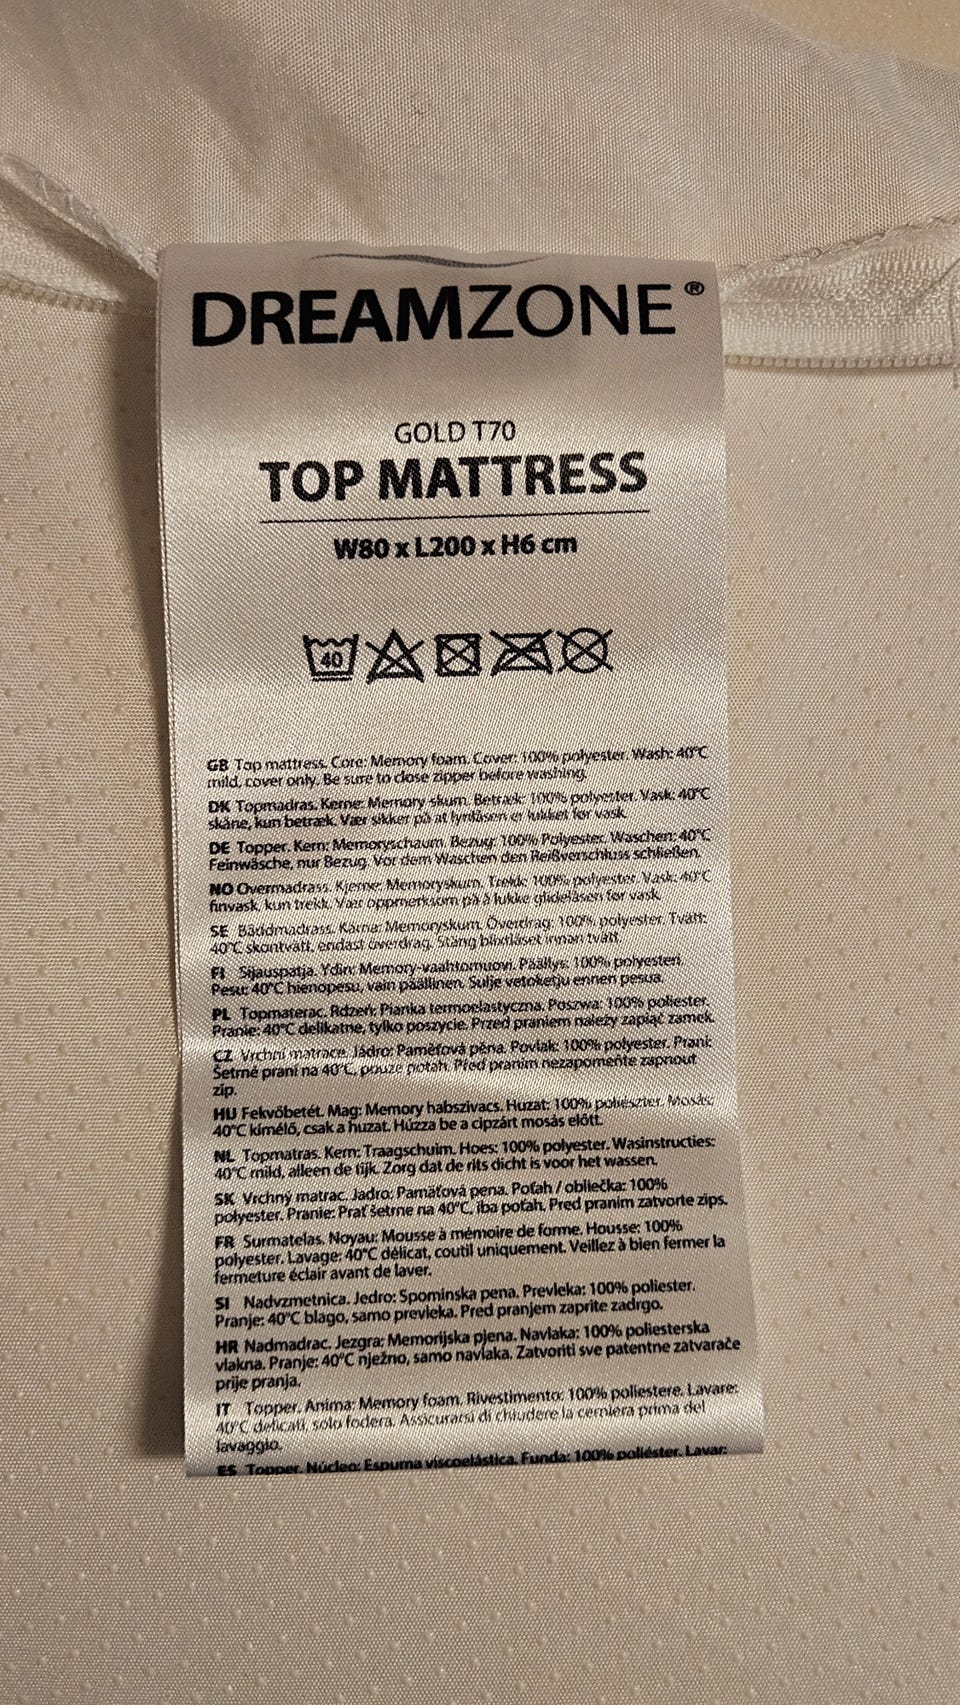 DREAMZONE®
GOLD T70
TOP MATTRESS
W80 x L200 x H6 cm
40
GB Top mattress. Core: Memory foam. Cover: 100% polyester. Wash: 40°C
mild, cover only. Be sure to close zipper before washing.
DK Topmadras. Kerne: Memory skum. Betræk: 100% polyester. Vask: 40°C
skåne, kun betræk. Vær sikker på at lynlåsen er lukket før vask.
DE Topper. Kern: Memoryschaum. Bezug: 100% Polyester. Waschen: 40°C
Feinwäsche, nur Bezug. Vor dem Waschen den Reißverschluss schließen.
NO Overmadrass. Kjerne: Memoryskum. Trekk: 100% polyester. Vask: 40°C
finvask, kun trekk. Vær oppmerksom på å lukke glidelåsen før vask.
SE Bäddmadrass. Kärna: Memoryskum. Överdrag: 100% polyester. Tvätt:
40°C skontvätt, endast överdrag. Stäng blixtlåset innan tvätt.
FI Sijauspatja. Ydin: Memory-vaahtomuovi. Päällys: 100% polyesteri.
Pesu: 40°C hienopesu, vain päällinen. Sulje vetoketju ennen pesua.
PL Topmaterac. Rdzeń: Pianka termoelastyczna. Poszwa: 100% poliester.
Pranie: 40°C delikatne, tylko poszycie. Przed praniem należy zapiąć zamek.
CZ Vrchní matrace. Jádro: Paměťová pěna. Povlak: 100% polyester. Praní:
Šetrné praní na 40°C, pouze potah. Před praním nezapomeňte zapnout
zip.
HU Fekvőbetét. Mag: Memory habszivacs. Huzat: 100% poliészter. Mosás:
40°C kímélő, csak a huzat. Húzza be a cipzárt mosás előtt.
NL Topmatras. Kern: Traagschuim. Hoes: 100% polyester. Wasinstructies:
40°C mild, alleen de tijk. Zorg dat de rits dicht is voor het wassen.
SK Vrchný matrac. Jadro: Pamäťová pena. Poťah / obliečka: 100%
polyester. Pranie: Prať šetrne na 40°C, iba poťah. Pred praním zatvorte zips.
FR Surmatelas. Noyau: Mousse à mémoire de forme. Housse: 100%
polyester. Lavage: 40°C délicat, coutil uniquement. Veillez à bien fermer la
fermeture éclair avant de laver.
SI Nadvzmetnica. Jedro: Spominska pena. Prevleka: 100% poliester.
Pranje: 40°C blago, samo prevleka. Pred pranjem zaprite zadrgo.
HR Nadmadrac. Jezgra: Memorijska pjena. Navlaka: 100% poliesterska
vlakna. Pranje: 40°C nježno, samo navlaka. Zatvoriti sve patentne zatvarače
prije pranja.
IT Topper. Anima: Memory foam. Rivestimento: 100% poliestere. Lavare:
40°C delicati, solo fodera. Assicurarsi di chiudere la cerniera prima del
lavaggio.
ES Topper. Núcleo: Espuma viscoelástica. Funda: 100% poliéster. Lavar: